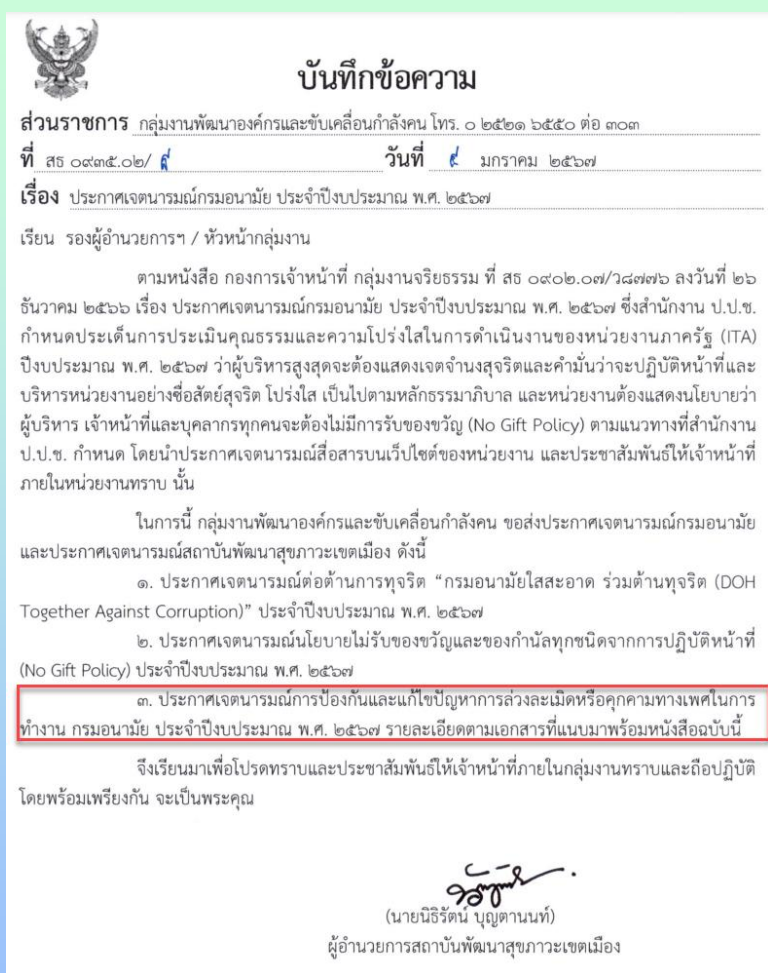 บันทึกข้อความ
ส่วนราชการ กลุ่มงานพัฒนาองค์กรและขับเคลื่อนกำลังคน โทร. ๐ ๒๕๒๑ ๖๕๕๐ ต่อ ๓๐๓
ที่ สธ ๐๙๓๕.๐๒/ วันที่ ๙ มกราคม ๒๕๖๗
เรื่อง ประกาศเจตนารมณ์กรมอนามัย ประจำปีงบประมาณ พ.ศ. ๒๕๖๗
เรียน รองผู้อำนวยการฯ / หัวหน้ากลุ่มงาน
ตามหนังสือ กองการเจ้าหน้าที่ กลุ่มงานจริยธรรม ที่ สธ ๐๙๐๒.๐๗/ว๘๗๗๖ ลงวันที่ ๒๖
ธันวาคม ๒๕๖๖ เรื่อง ประกาศเจตนารมณ์กรมอนามัย ประจำปีงบประมาณ พ.ศ. ๒๕๖๗ ซึ่งสำนักงาน ป.ป.ช.
กำหนดประเด็นการประเมินคุณธรรมและความโปร่งใสในการดำเนินงานของหน่วยงานภาครัฐ (ITA)
ปีงบประมาณ พ.ศ. ๒๕๖๗ ว่าผู้บริหารสูงสุดจะต้องแสดงเจตจำนงสุจริตและคำมั่นว่าจะปฏิบัติหน้าที่และ
บริหารหน่วยงานอย่างซื่อสัตย์สุจริต โปร่งใส เป็นไปตามหลักธรรมาภิบาล และหน่วยงานต้องแสดงนโยบายว่า
ผู้บริหาร เจ้าหน้าที่และบุคลากรทุกคนจะต้องไม่มีการรับของขวัญ (No Gift Policy) ตามแนวทางที่สำนักงาน
ป.ป.ช. กำหนด โดยนำประกาศเจตนารมณ์สื่อสารบนเว็ปไซต์ของหน่วยงาน และประชาสัมพันธ์ให้เจ้าหน้าที่
ภายในหน่วยงานทราบ นั้น
ในการนี้ กลุ่มงานพัฒนาองค์กรและขับเคลื่อนกำลังคน ขอส่งประกาศเจตนารมณ์กรมอนามัย
และประกาศเจตนารมณ์สถาบันพัฒนาสุขภาวะเขตเมือง ดังนี้
๑. ประกาศเจตนารมณ์ต่อต้านการทุจริต “กรมอนามัยใสสะอาด ร่วมต้านทุจริต (DOH
Together Against Corruption)” ประจำปีงบประมาณ พ.ศ. ๒๕๖๗
๒. ประกาศเจตนารมณ์นโยบายไม่รับของขวัญและของกำนัลทุกชนิดจากการปฏิบัติหน้าที่
(No Gift Policy) ประจำปีงบประมาณ พ.ศ. ๒๕๖๗
๓. ประกาศเจตนารมณ์การป้องกันและแก้ไขปัญหาการล่วงละเมิดหรือคุกคามทางเพศในการ
ทำงาน กรมอนามัย ประจำปีงบประมาณ พ.ศ. ๒๕๖๗ รายละเอียดตามเอกสารที่แนบมาพร้อมหนังสือฉบับนี้
จึงเรียนมาเพื่อโปรดทราบและประชาสัมพันธ์ให้เจ้าหน้าที่ภายในกลุ่มงานทราบและถือปฏิบัติ
โดยพร้อมเพรียงกัน จะเป็นพระคุณ
(นายนิธิรัตน์ บุญตานนท์)
ผู้อำนวยการสถาบันพัฒนาสุขภาวะเขตเมือง